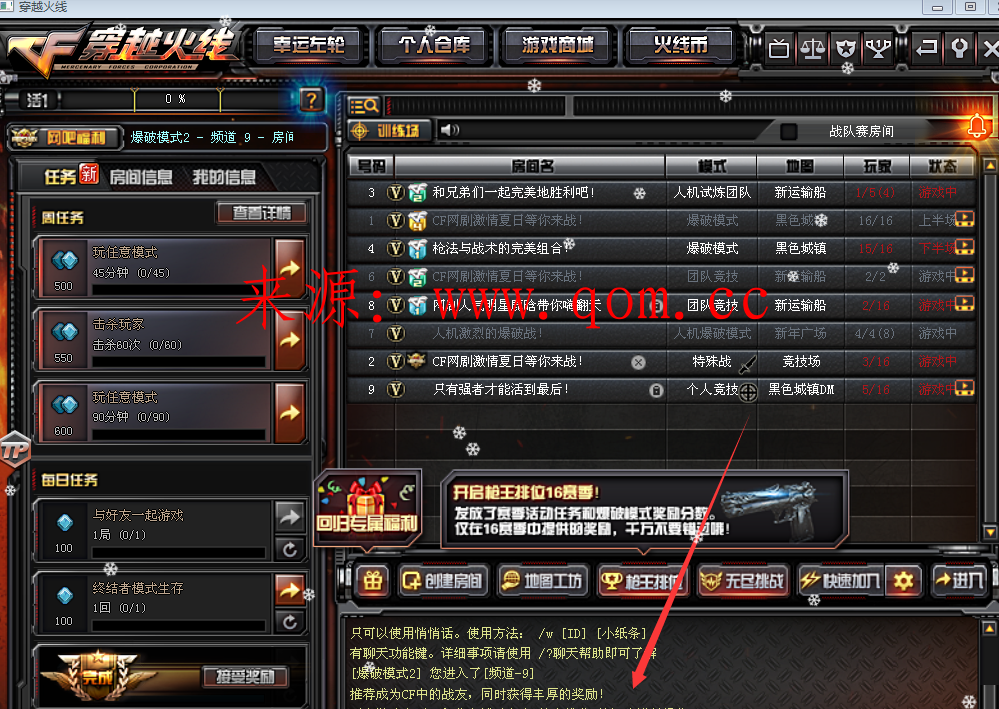 穿越火线
穿越火线
MERCENARY FORCES CORPORATION
幸运左轮
个人仓库
游戏商城
火线币
活1
0 %
?
网吧福利
爆破模式2 - 频道 9 - 房间
训练场
战队赛房间
任务 新 房间信息 我的信息
周任务 查看详情
玩任意模式
45分钟 (0/45)
500
击杀玩家
击杀60次 (0/60)
550
玩任意模式
90分钟 (0/90)
600
TP
每日任务
与好友一起游戏
1局 (0/1)
100
终结者模式生存
1回 (0/1)
100
完成 接受奖励
号码 房间名 模式 地图 玩家 状态
3 V 和兄弟们一起完美地胜利吧! 人机试炼团队 新运输船 1/5(4) 游戏中
1 V CF网剧激情夏日等你来战! 爆破模式 黑色城 16/16 上半场
4 V 枪法与战术的完美组合 爆破模式 黑色城镇 15/16 下半场
6 V CF网剧激情夏日等你来战! 团队竞技 新运输船 2/2 游戏中
8 V 网剧人气明星 带你嗨翻天 团队竞技 新运输船 2/16 游戏中
7 V 人机激烈的爆破战! 人机爆破模式 新年广场 4/4(8) 游戏中
2 V CF网剧激情夏日等你来战! 特殊战 竞技场 3/16 游戏中
9 V 只有强者才能活到最后! 个人竞技 黑色城镇DM 5/16 游戏中
来源:www.qom.cc
回归专属福利
开启枪王排位16赛季!
发放了赛季活动任务和爆破模式奖励分数。
仅在16赛季中提供的奖励，千万不要错过哦!
创建房间
地图工坊
枪王排位
无尽挑战
快速加入
进入
只可以使用悄悄话。使用方法： /w [ID] [小纸条]
有聊天功能键。详细事项请使用 /?聊天帮助即可了解
[爆破模式2] 您进入了[频道-9]
推荐成为CF中的战友，同时获得丰厚的奖励!